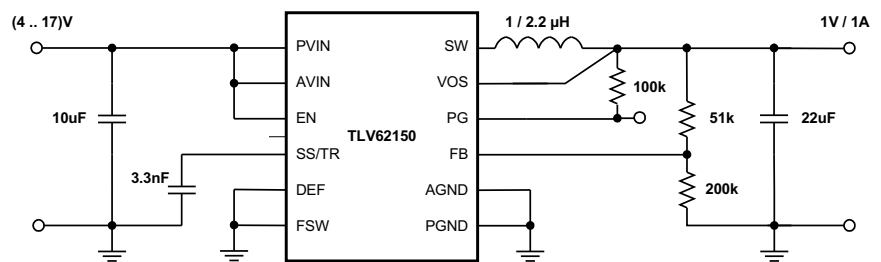 (4 .. 17)V
1 / 2.2 µH
1V / 1A
PVIN
SW
AVIN
VOS
100k
10uF
EN
PG
51k
22uF
TLV62150
SS/TR
FB
3.3nF
DEF
AGND
200k
FSW
PGND